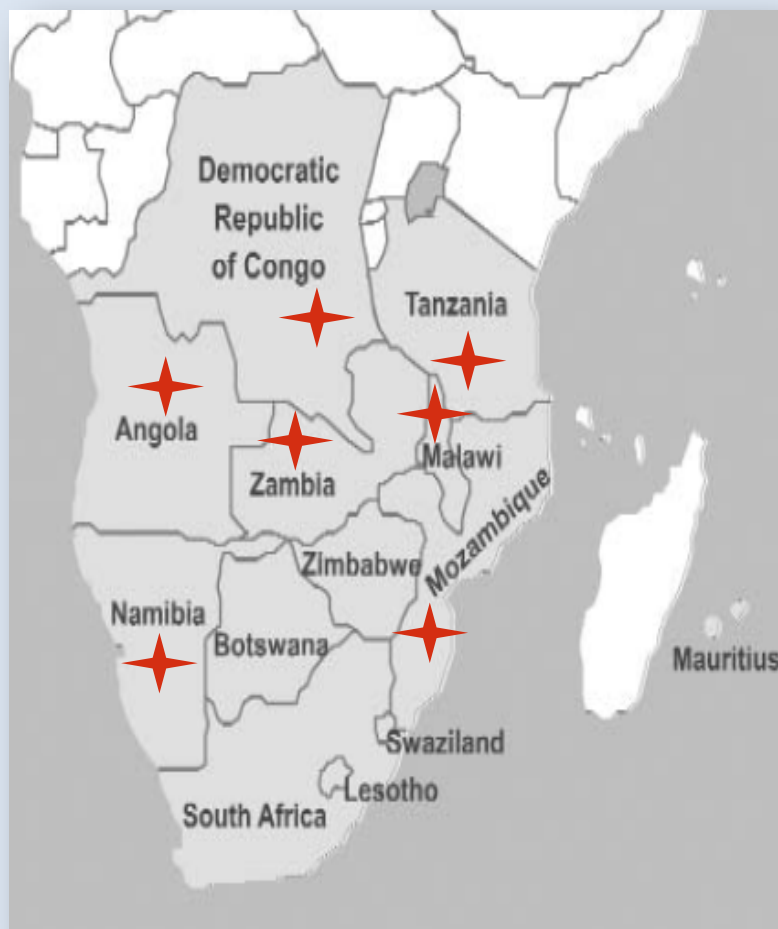 Democratic
Republic
of Congo
Tanzania
Angola
Malawi
Zambia
Mozambique
Zimbabwe
Namibia
Botswana
Mauritius
Swaziland
Lesotho
South Africa